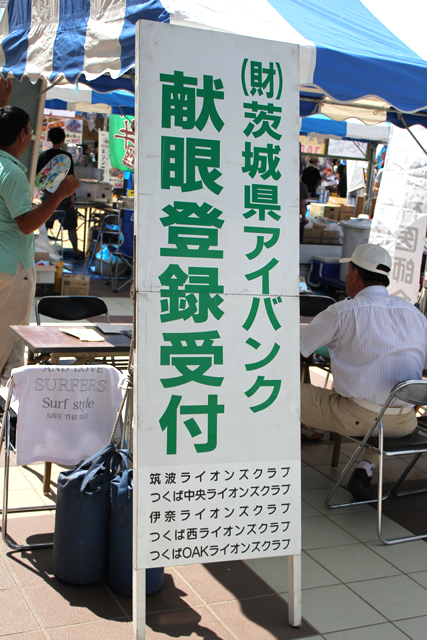 (財)茨城県アイバンク
献眼登録受付
筑波ライオンズクラブ
つくば中央ライオンズクラブ
伊奈ライオンズクラブ
つくば西ライオンズクラブ
つくばOAKライオンズクラブ
AND LOVE
SURFERS
Surf style
医師会